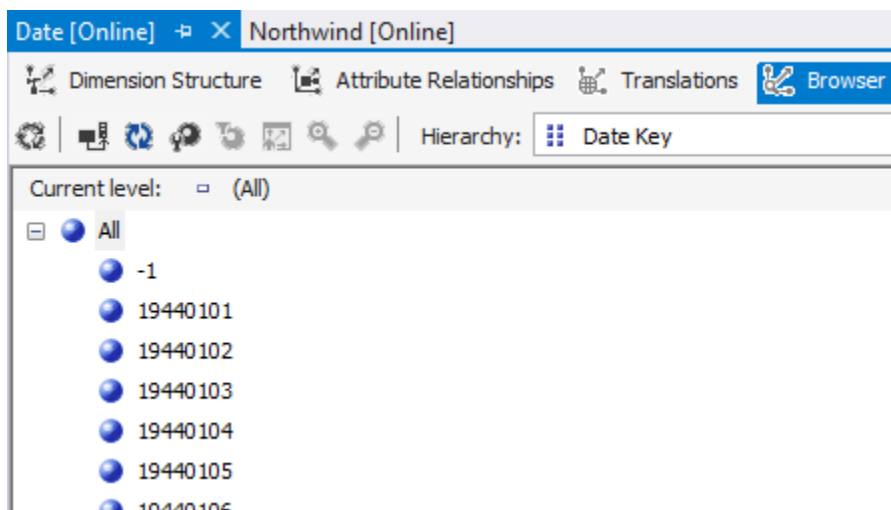 Date [Online] Northwind [Online]
Dimension Structure Attribute Relationships Translations Browser
Hierarchy: Date Key
Current level: (All)
All
-1
19440101
19440102
19440103
19440104
19440105